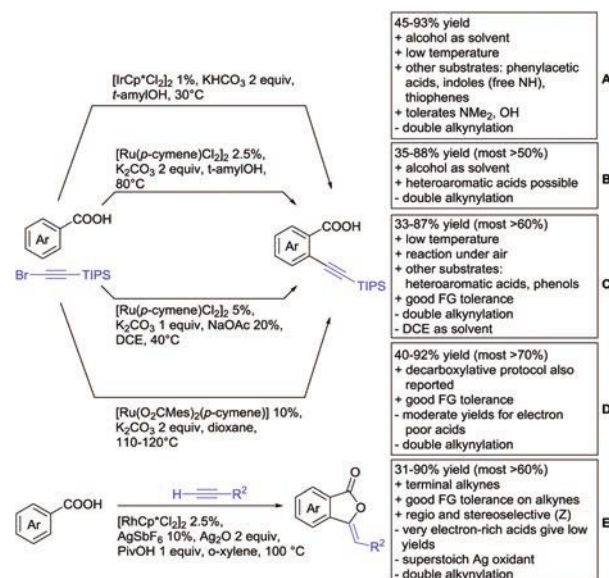 [IrCp*Cl2]2 1%, KHCO3 2 equiv,
t-amylOH, 30°C
[Ru(p-cymene)Cl2]2 2.5%,
K2CO3 2 equiv, t-amylOH,
80°C
COOH
Ar
Br
TIPS
COOH
Ar
TIPS
[Ru(p-cymene)Cl2]2 5%,
K2CO3 1 equiv, NaOAc 20%,
DCE, 40°C
[Ru(O2CMes)2(p-cymene)] 10%,
K2CO3 2 equiv, dioxane,
110-120°C
COOH
Ar
H
R2
[RhCp*Cl2]2 2.5%,
AgSbF6 10%, Ag2O 2 equiv,
PivOH 1 equiv, o-xylene, 100 °C
O
O
Ar
R2
45-93% yield
+ alcohol as solvent
+ low temperature
+ other substrates: phenylacetic
acids, indoles (free NH),
thiophenes
+ tolerates NMe2, OH
- double alkynylation
A
35-88% yield (most >50%)
+ alcohol as solvent
+ heteroaromatic acids possible
- double alkynylation
B
33-87% yield (most >60%)
+ low temperature
+ reaction under air
+ other substrates:
heteroaromatic acids, phenols
+ good FG tolerance
- double alkynylation
- DCE as solvent
C
40-92% yield (most >70%)
+ decarboxylative protocol also
reported
+ good FG tolerance
- moderate yields for electron
poor acids
- double alkynylation
D
31-90% yield (most >60%)
+ terminal alkynes
+ good FG tolerance on alkynes
+ regio and stereoselective (Z)
- very electron-rich acids give low
yields
- superstoich Ag oxidant
- double alkynylation
E